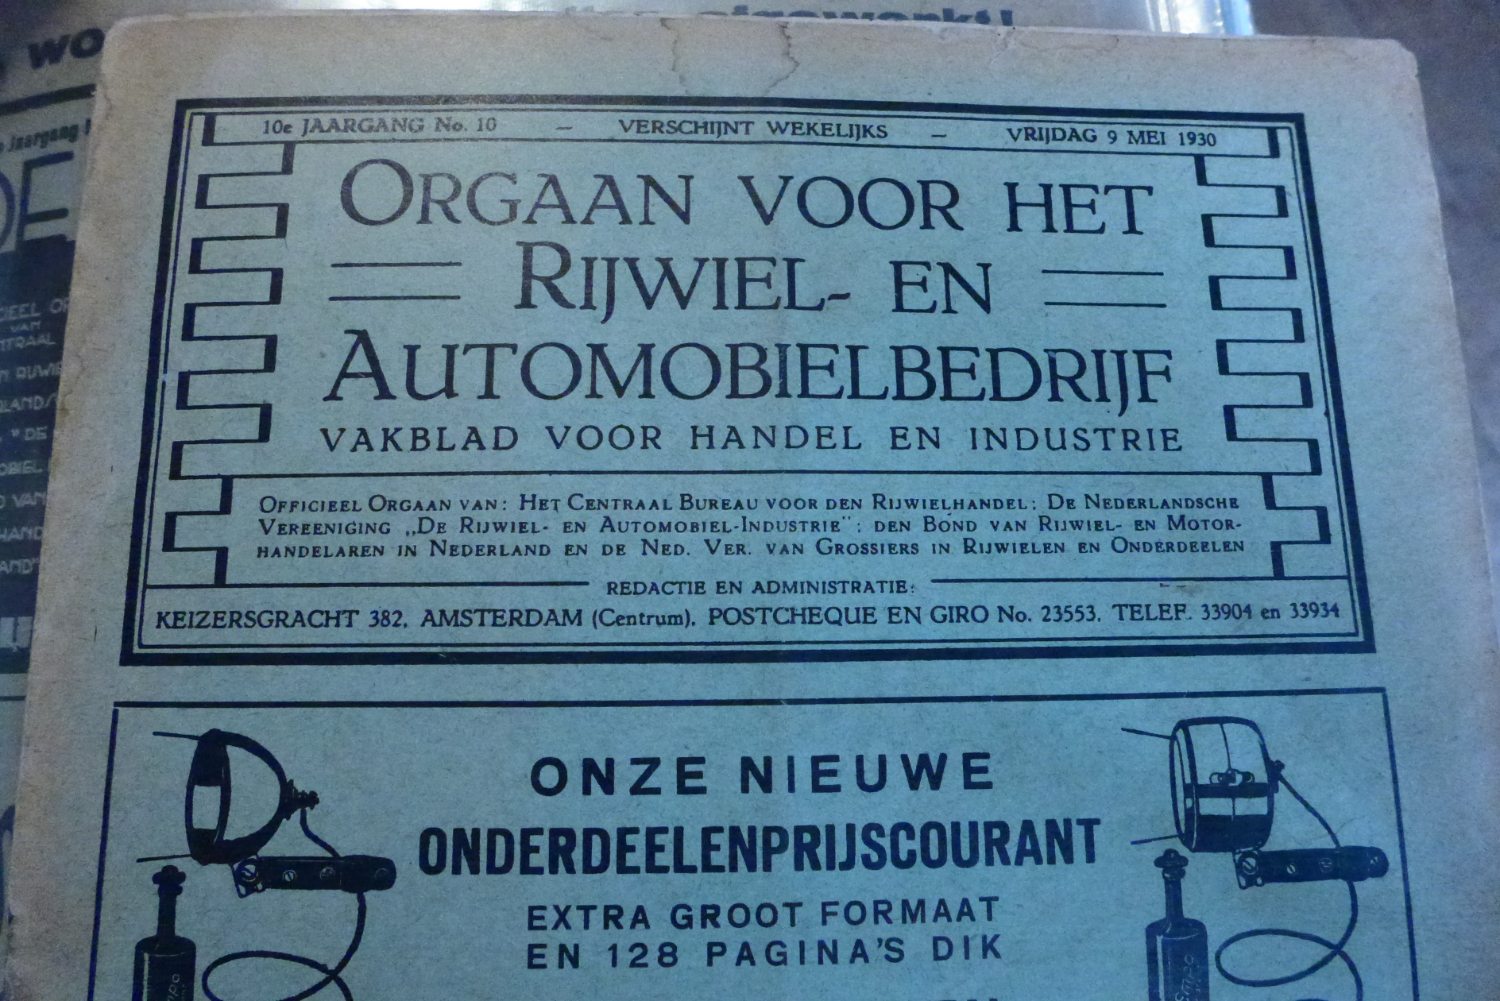 10e JAARGANG No. 10 — VERSCHIJNT WEKELIJKS — VRIJDAG 9 MEI 1930
ORGAAN VOOR HET
RIJWIEL- EN
AUTOMOBIELBEDRIJF
VAKBLAD VOOR HANDEL EN INDUSTRIE
OFFICIEEL ORGAAN VAN: HET CENTRAAL BUREAU VOOR DEN RIJWIELHANDEL; DE NEDERLANDSCHE
VEREENIGING „DE RIJWIEL- EN AUTOMOBIEL-INDUSTRIE"; DEN BOND VAN RIJWIEL- EN MOTOR-
HANDELAREN IN NEDERLAND EN DE NED. VER. VAN GROSSIERS IN RIJWIELEN EN ONDERDEELEN
REDACTIE EN ADMINISTRATIE:
KEIZERSGRACHT 382, AMSTERDAM (Centrum). POSTCHEQUE EN GIRO No. 23553. TELEF. 33904 en 33934
ONZE NIEUWE
ONDERDEELENPRIJSCOURANT
EXTRA GROOT FORMAAT
EN 128 PAGINA'S DIK